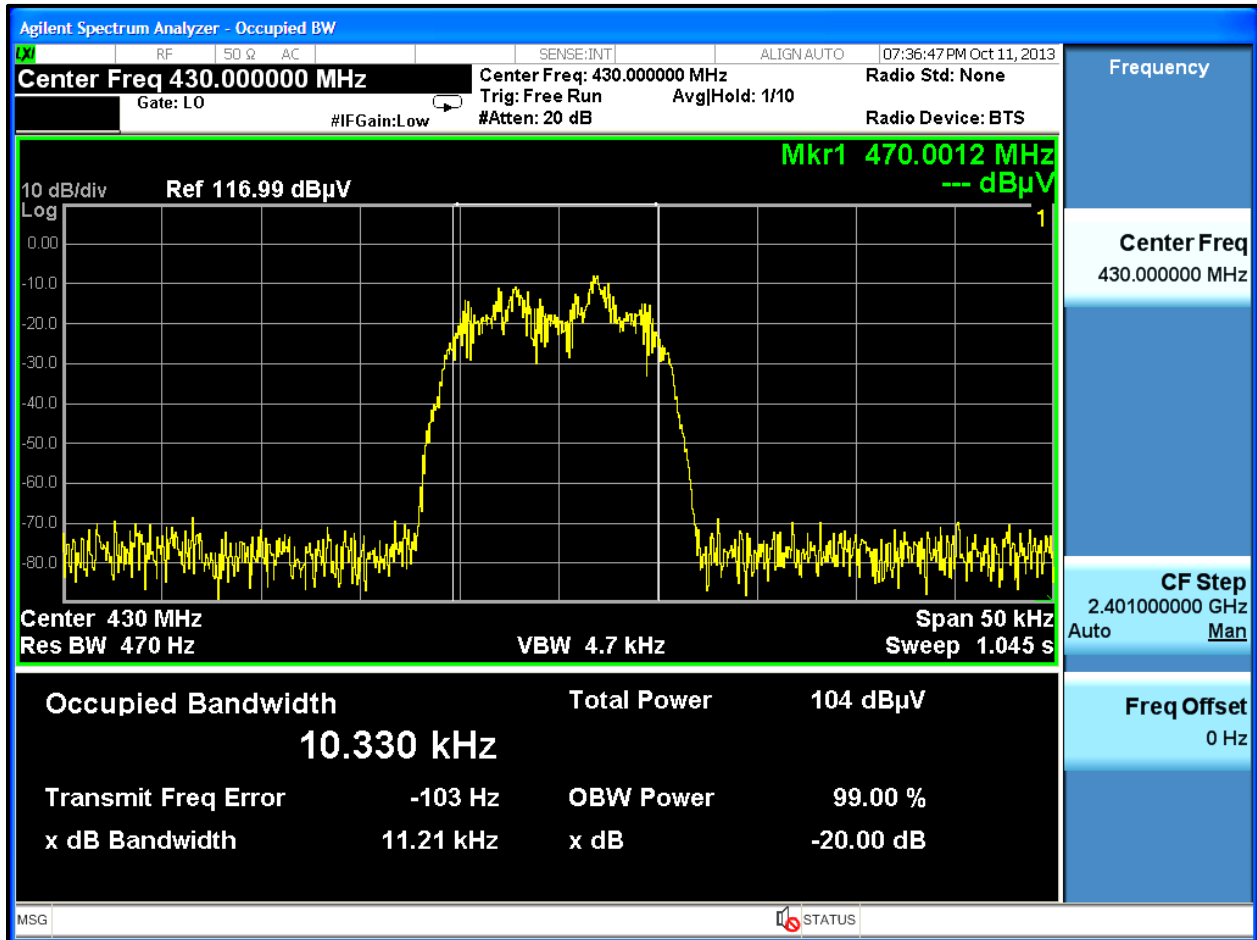 Agilent Spectrum Analyzer - Occupied BW
LXI RF 50 Ω AC SENSE:INT ALIGN AUTO 07:36:47 PM Oct 11, 2013
Center Freq 430.000000 MHz Center Freq: 430.000000 MHz Radio Std: None
Gate: LO Trig: Free Run Avg|Hold: 1/10
#IFGain:Low #Atten: 20 dB Radio Device: BTS
Mkr1 470.0012 MHz
10 dB/div Ref 116.99 dBµV --- dBµV
Log
1
0.00
-10.0
-20.0
-30.0
-40.0
-50.0
-60.0
-70.0
-80.0
Center 430 MHz Span 50 kHz
Res BW 470 Hz VBW 4.7 kHz Sweep 1.045 s
Occupied Bandwidth Total Power 104 dBµV
10.330 kHz
Transmit Freq Error -103 Hz OBW Power 99.00 %
x dB Bandwidth 11.21 kHz x dB -20.00 dB
MSG STATUS
Frequency
Center Freq
430.000000 MHz
CF Step
2.401000000 GHz
Auto Man
Freq Offset
0 Hz